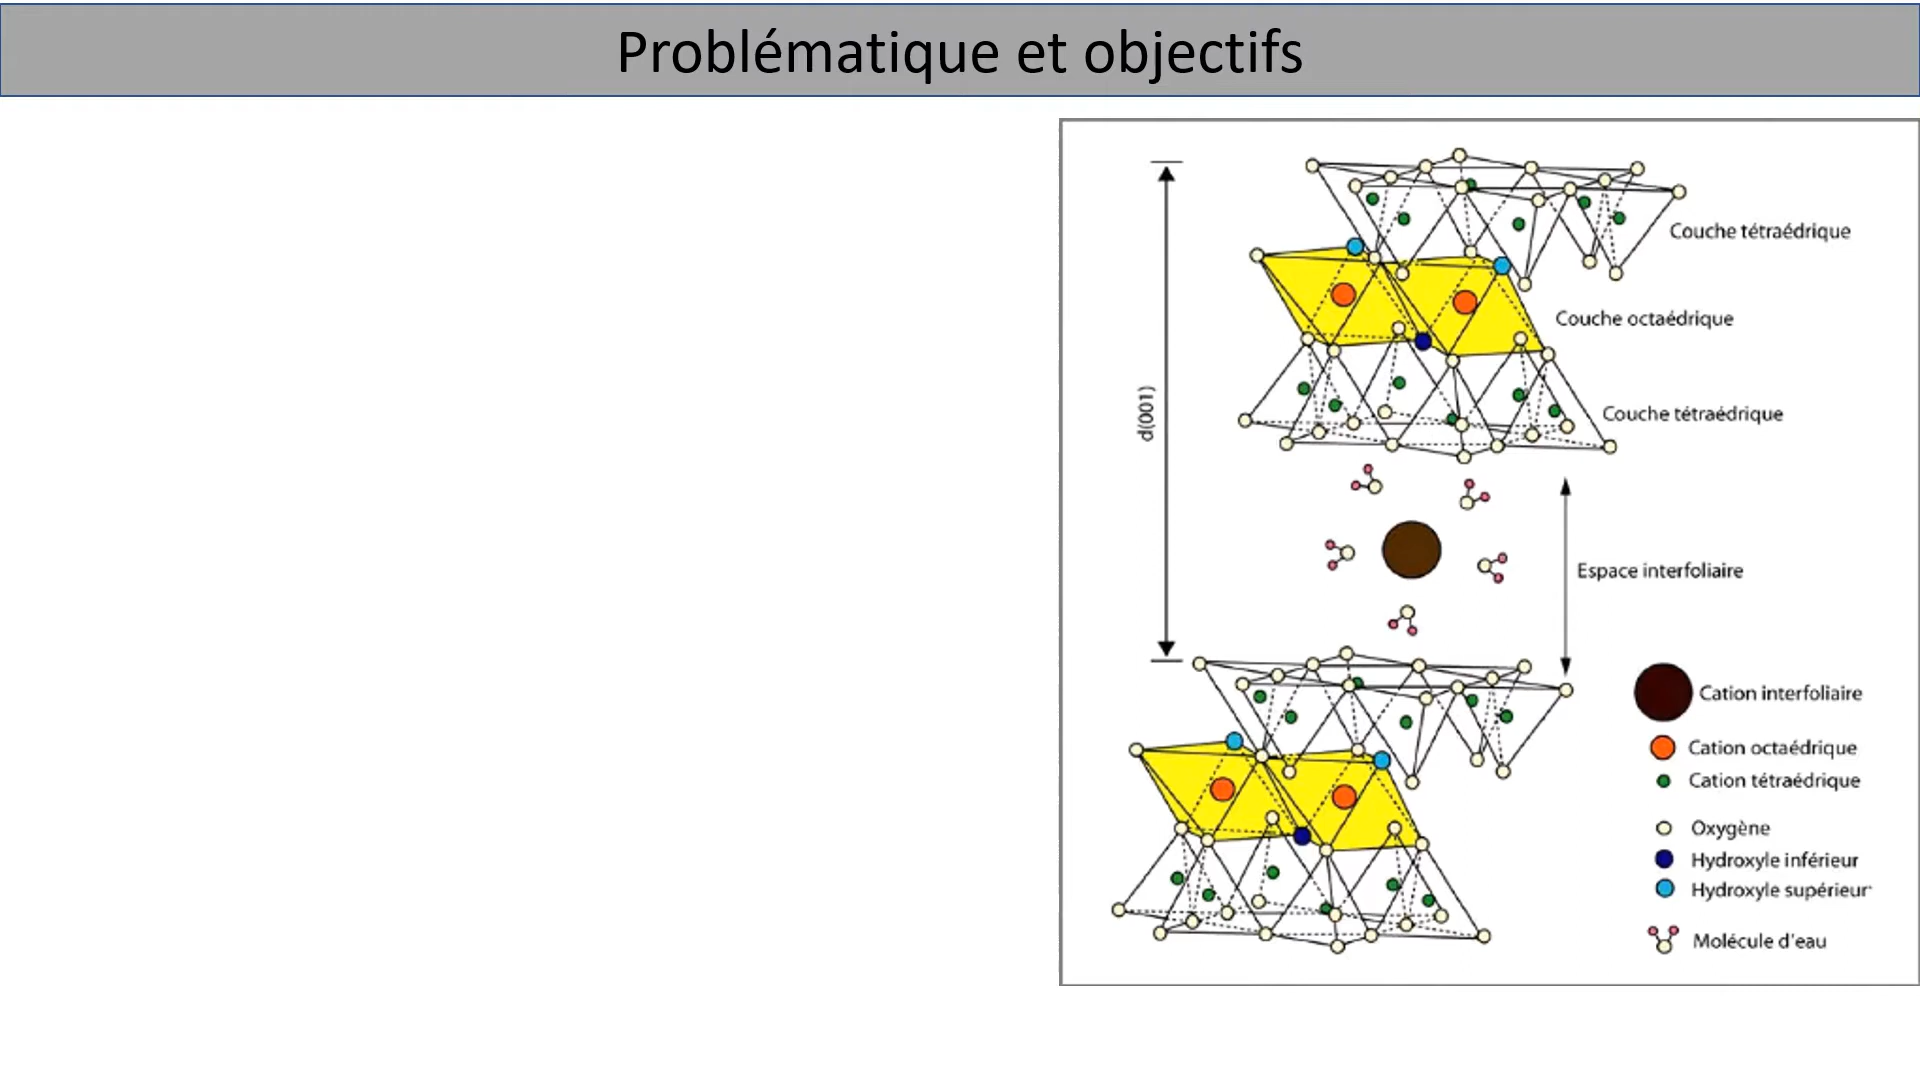 Problématique et objectifs
Couche tétraédrique
Couche octaédrique
d(001)
Couche tétraédrique
Espace interfoliaire
Cation interfoliaire
Cation octaédrique
Cation tétraédrique
Oxygène
Hydroxyle inférieur
Hydroxyle supérieur
Molécule d'eau